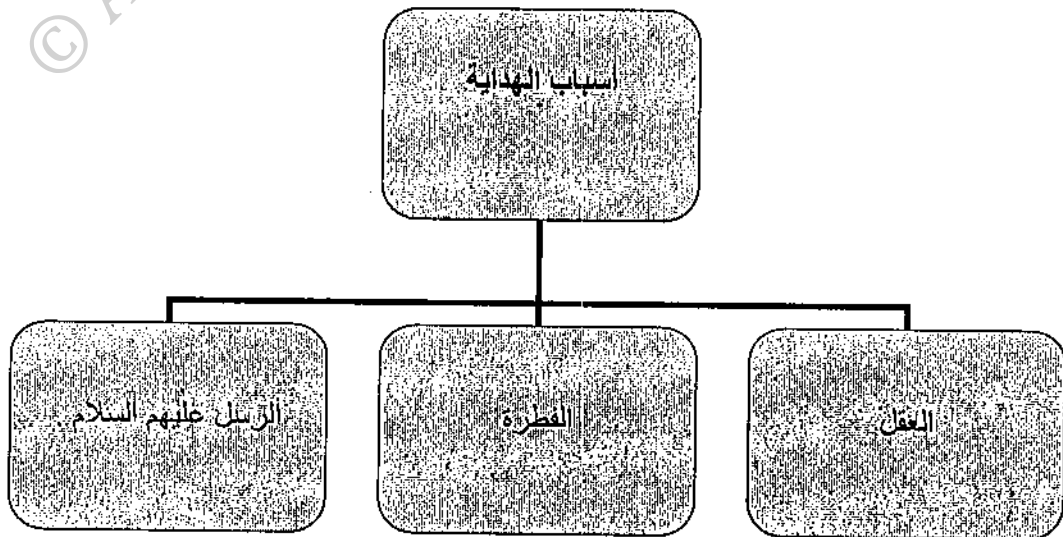 أسباب الهداية
العقل
الفطرة
الرسل عليهم السلام